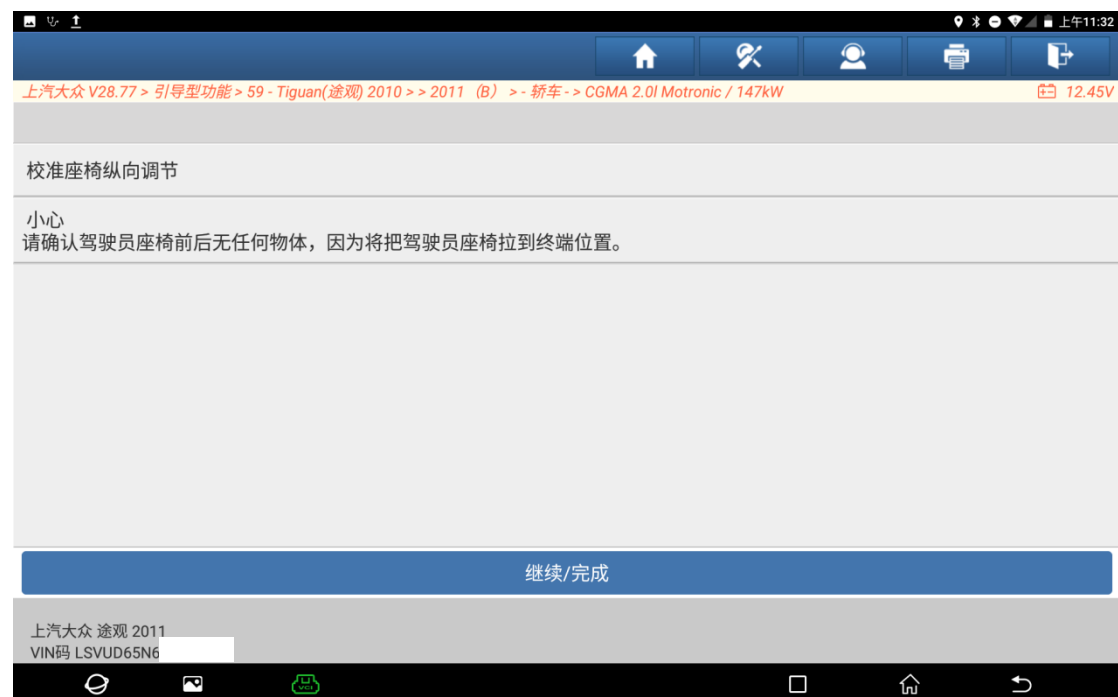 上午11:32
上汽大众 V28.77 > 引导型功能 > 59 - Tiguan(途观) 2010 > > 2011（B） > - 轿车 - > CGMA 2.0l Motronic / 147kW 12.45V
校准座椅纵向调节
小心
请确认驾驶员座椅前后无任何物体，因为将把驾驶员座椅拉到终端位置。
继续/完成
上汽大众 途观 2011
VIN码 LSVUD65N6
VCI